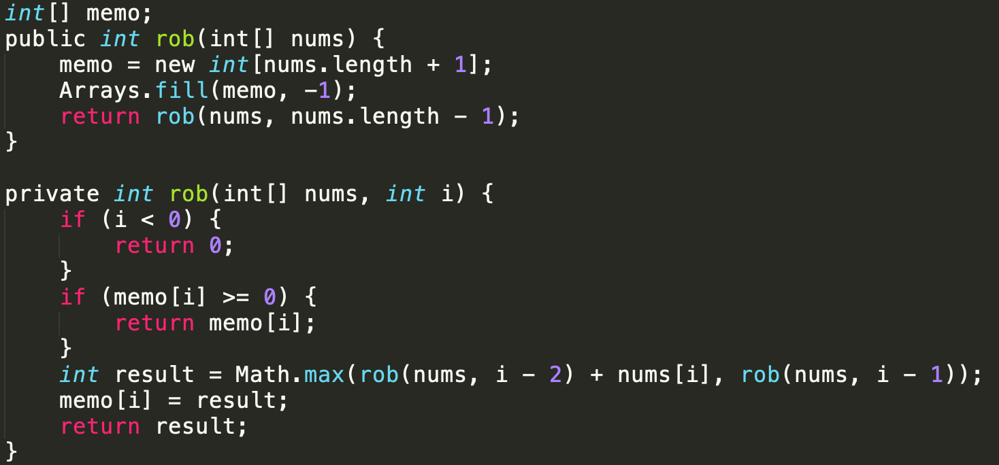 int[] memo;
public int rob(int[] nums) {
    memo = new int[nums.length + 1];
    Arrays.fill(memo, -1);
    return rob(nums, nums.length - 1);
}

private int rob(int[] nums, int i) {
    if (i < 0) {
        return 0;
    }
    if (memo[i] >= 0) {
        return memo[i];
    }
    int result = Math.max(rob(nums, i - 2) + nums[i], rob(nums, i - 1));
    memo[i] = result;
    return result;
}